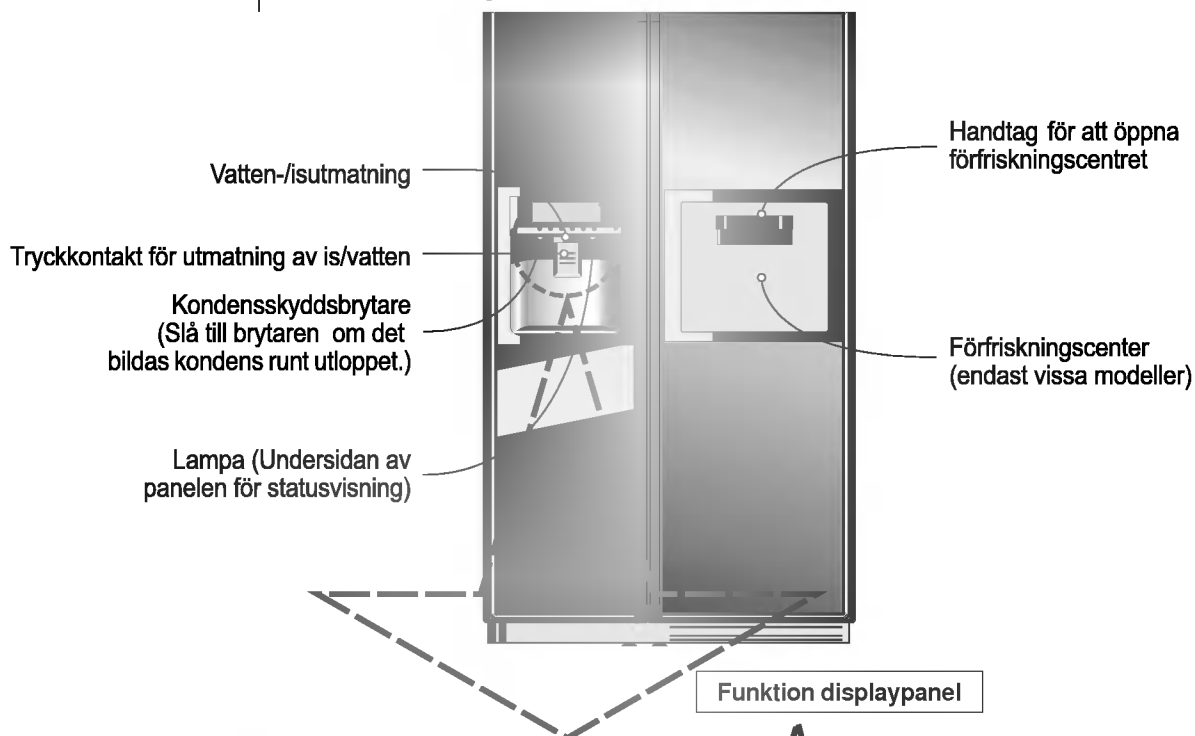 Vatten-/isutmatning
Tryckkontakt för utmatning av is/vatten
Kondensskyddsbrytare
(Slå till brytaren om det
bildas kondens runt utloppet.)
Lampa (Undersidan av
panelen för statusvisning)
Handtag för att öppna
förfriskningscentret
Förfriskningscenter
(endast vissa modeller)
Funktion displaypanel